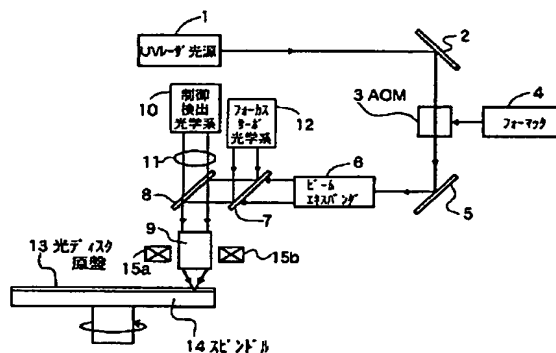 1
UVレーザ光源
2
3 AOM
4
フォーマッタ
5
6
ビーム
エキスパンダ
7
8
9
10
制御
検出
光学系
11
12
フォーカス
サーボ
光学系
13 光ディスク
原盤
14 スピンドル
15a
15b